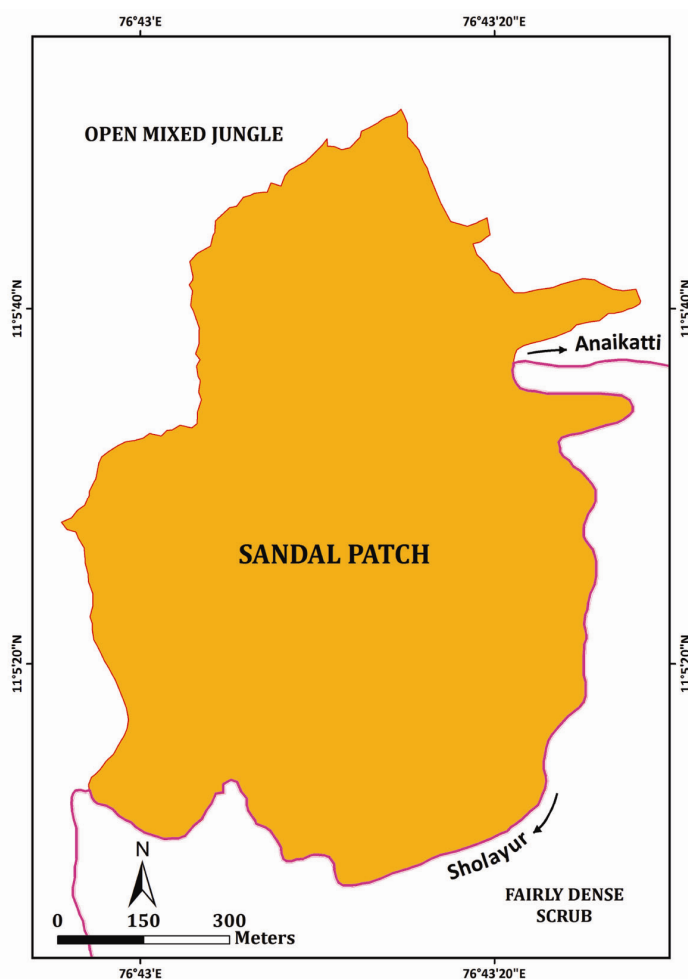 76°43'E 76°43'20"E
OPEN MIXED JUNGLE
11°5'40"N 11°5'40"N
Anaikatti
SANDAL PATCH
11°5'20"N 11°5'20"N
Sholayur
N
FAIRLY DENSE
SCRUB
0 150 300
Meters
76°43'E 76°43'20"E